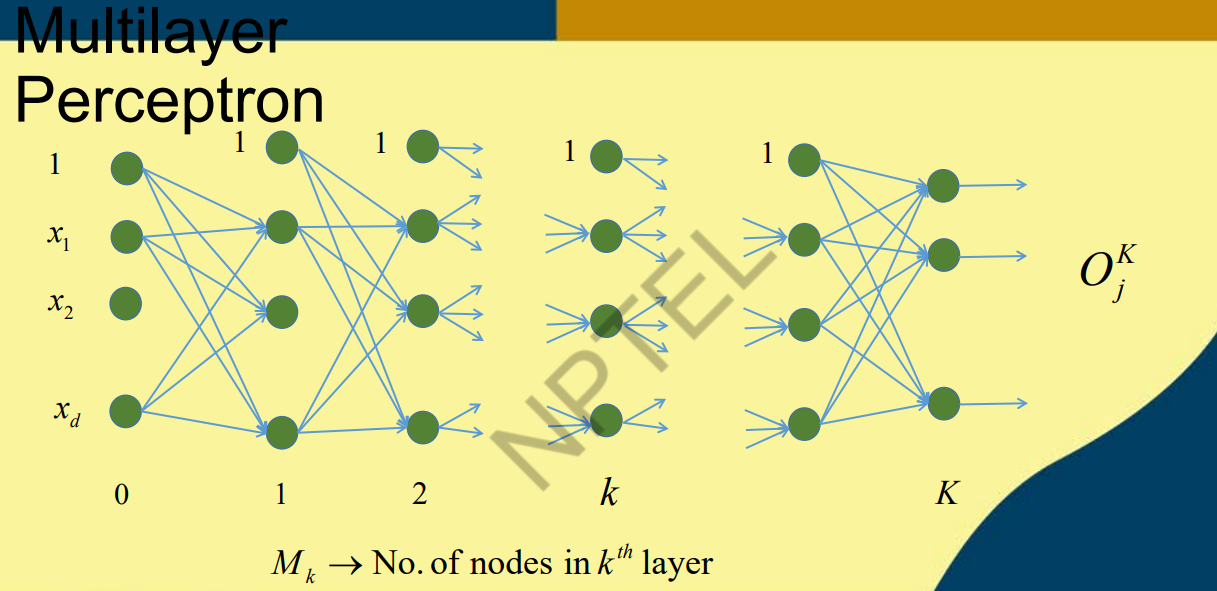 Multilayer
Perceptron
1 1 1 1 1
x_1
x_2
x_d
O_j^K
NPTEL
0 1 2 k K
M_k → No. of nodes in k^{th} layer